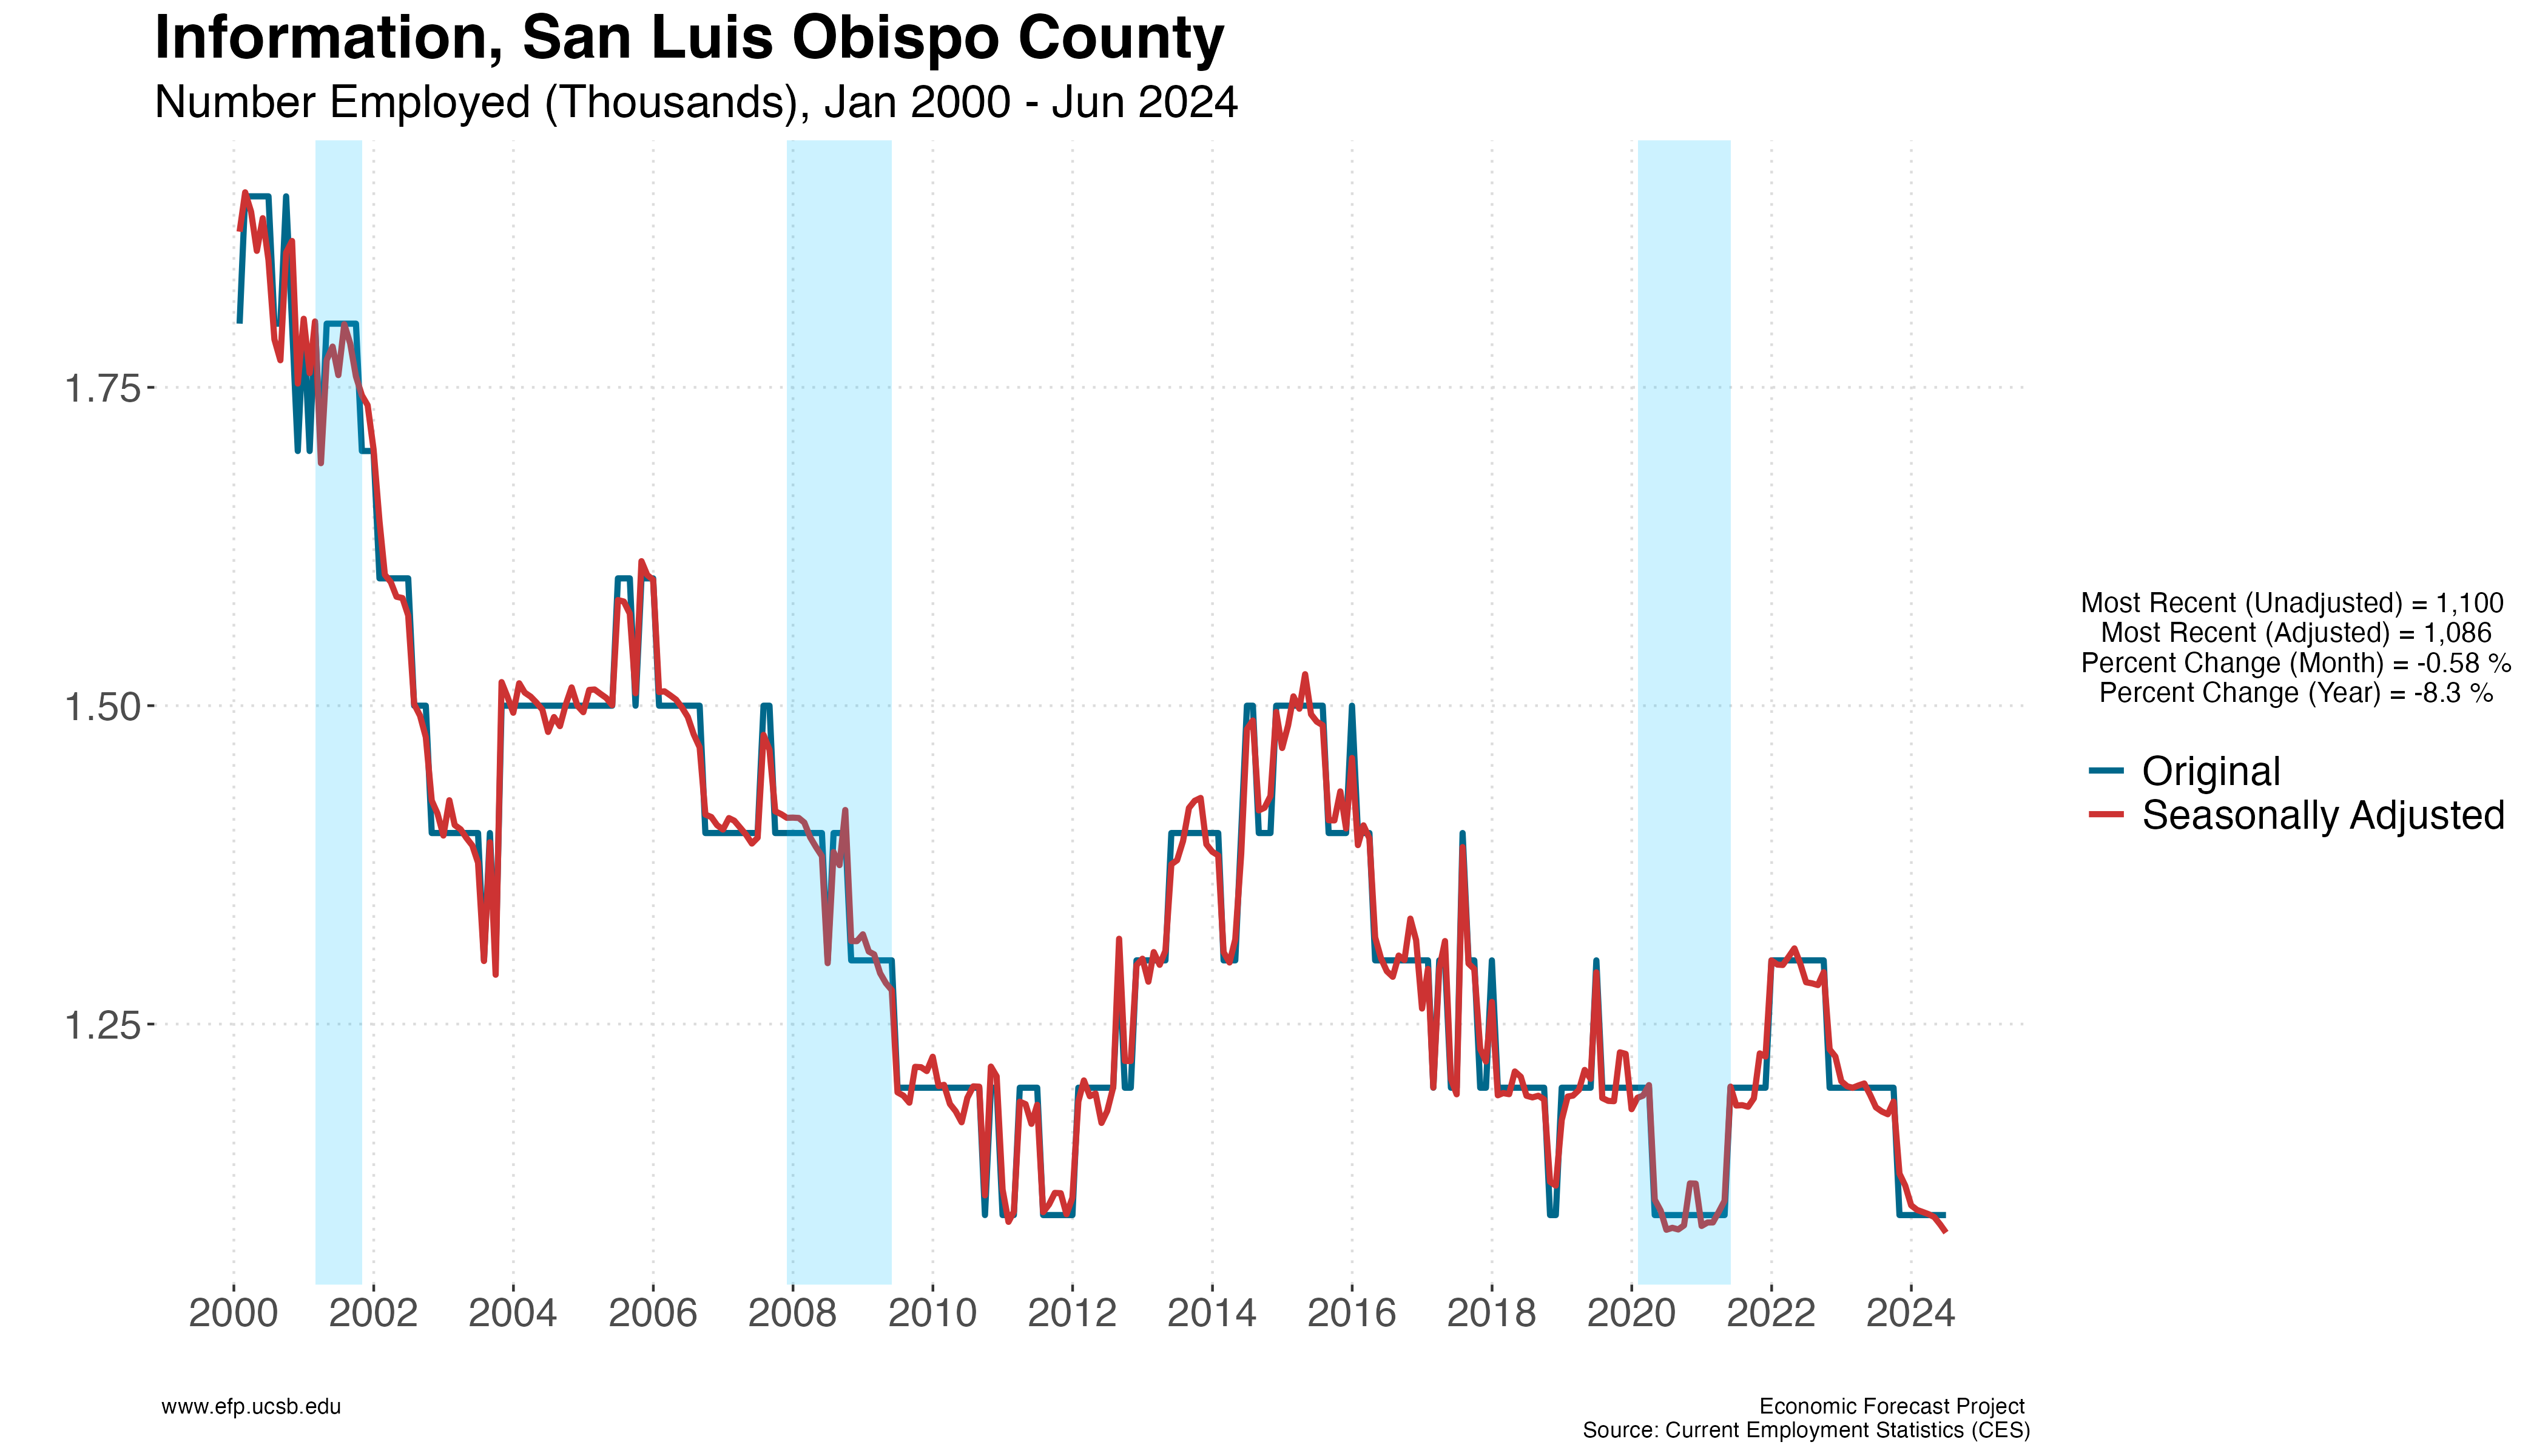 Information, San Luis Obispo County
Number Employed (Thousands), Jan 2000 - Jun 2024
1.75
1.50
1.25
2000 2002 2004 2006 2008 2010 2012 2014 2016 2018 2020 2022 2024
Most Recent (Unadjusted) = 1,100
Most Recent (Adjusted) = 1,086
Percent Change (Month) = -0.58 %
Percent Change (Year) = -8.3 %
Original
Seasonally Adjusted
www.efp.ucsb.edu
Economic Forecast Project
Source: Current Employment Statistics (CES)